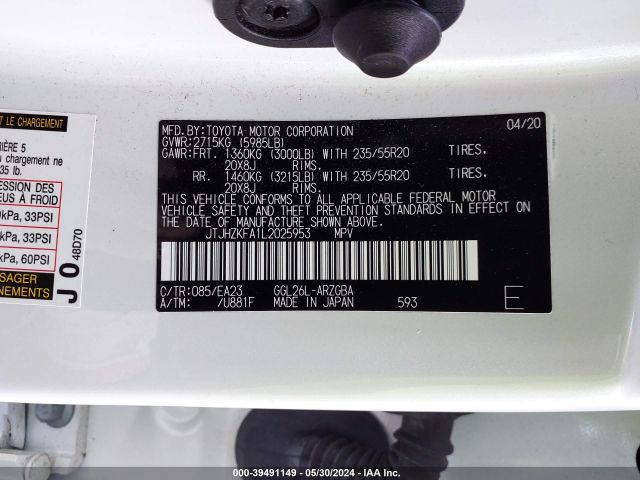 T LE CHARGEMENT
RIÈRE 5
u chargement ne
35 lb.
ESSION DES
EUS À FROID
kPa, 33PSI
kPa, 33PSI
kPa, 60PSI
SAGER
NEMENTS
J 0 48D70
MFD.BY:TOYOTA MOTOR CORPORATION 04/20
GVWR:2715KG (5985LB)
GAWR:FRT. 1360KG (3000LB) WITH 235/55R20 TIRES,
20X8J RIMS.
RR. 1460KG (3215LB) WITH 235/55R20 TIRES,
20X8J RIMS.
THIS VEHICLE CONFORMS TO ALL APPLICABLE FEDERAL MOTOR
VEHICLE SAFETY AND THEFT PREVENTION STANDARDS IN EFFECT ON
THE DATE OF MANUFACTURE SHOWN ABOVE.
JTJHZKFA1L2025953 MPV
C/TR:085/EA23 GGL26L-ARZGBA
A/TM: /U881F MADE IN JAPAN 593 E
000-39491149 - 05/30/2024 - IAA, Inc.